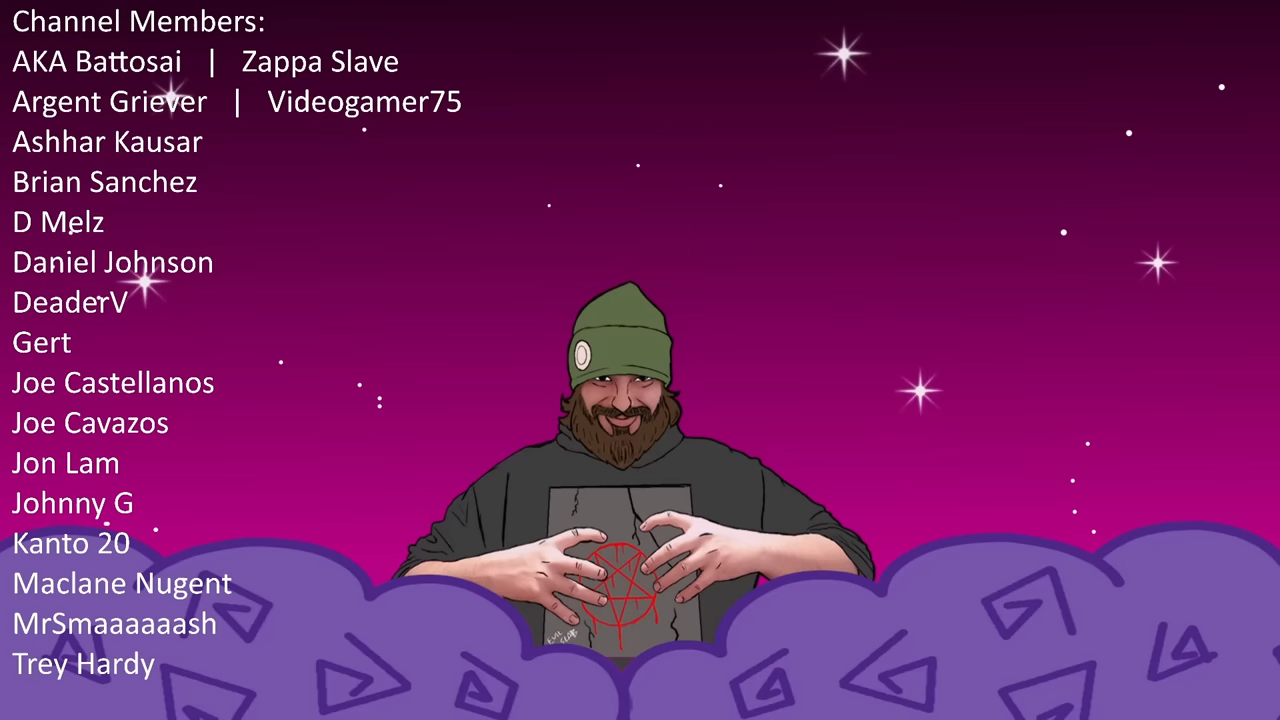 Channel Members:
AKA Battosai | Zappa Slave
Argent Griever | Videogamer75
Ashhar Kausar
Brian Sanchez
D Melz
Daniel Johnson
DeaderV
Gert
Joe Castellanos
Joe Cavazos
Jon Lam
Johnny G
Kanto 20
Maclane Nugent
MrSmaaaaaash
Trey Hardy